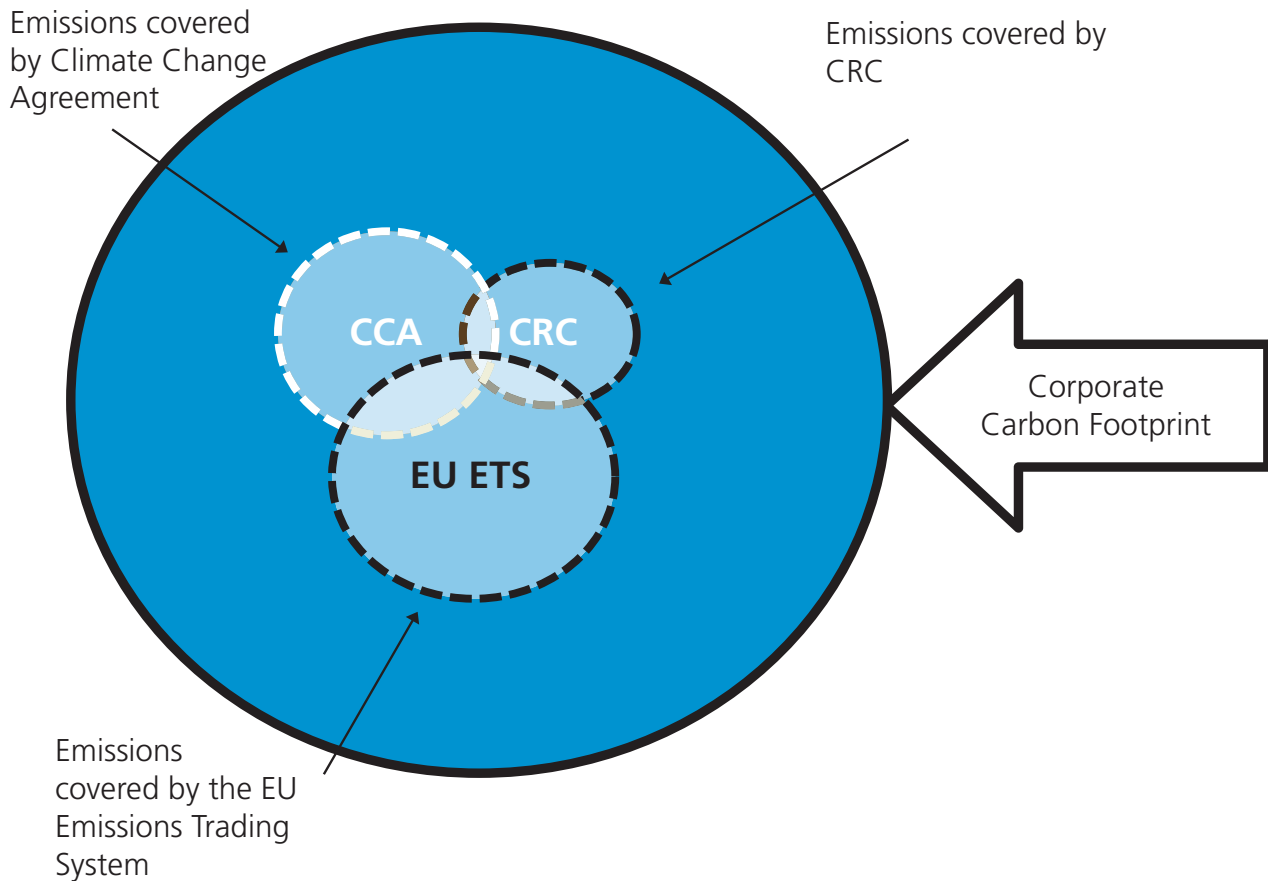 Emissions covered
by Climate Change
Agreement
Emissions covered by
CRC
CCA
CRC
EU ETS
Corporate
Carbon Footprint
Emissions
covered by the EU
Emissions Trading
System